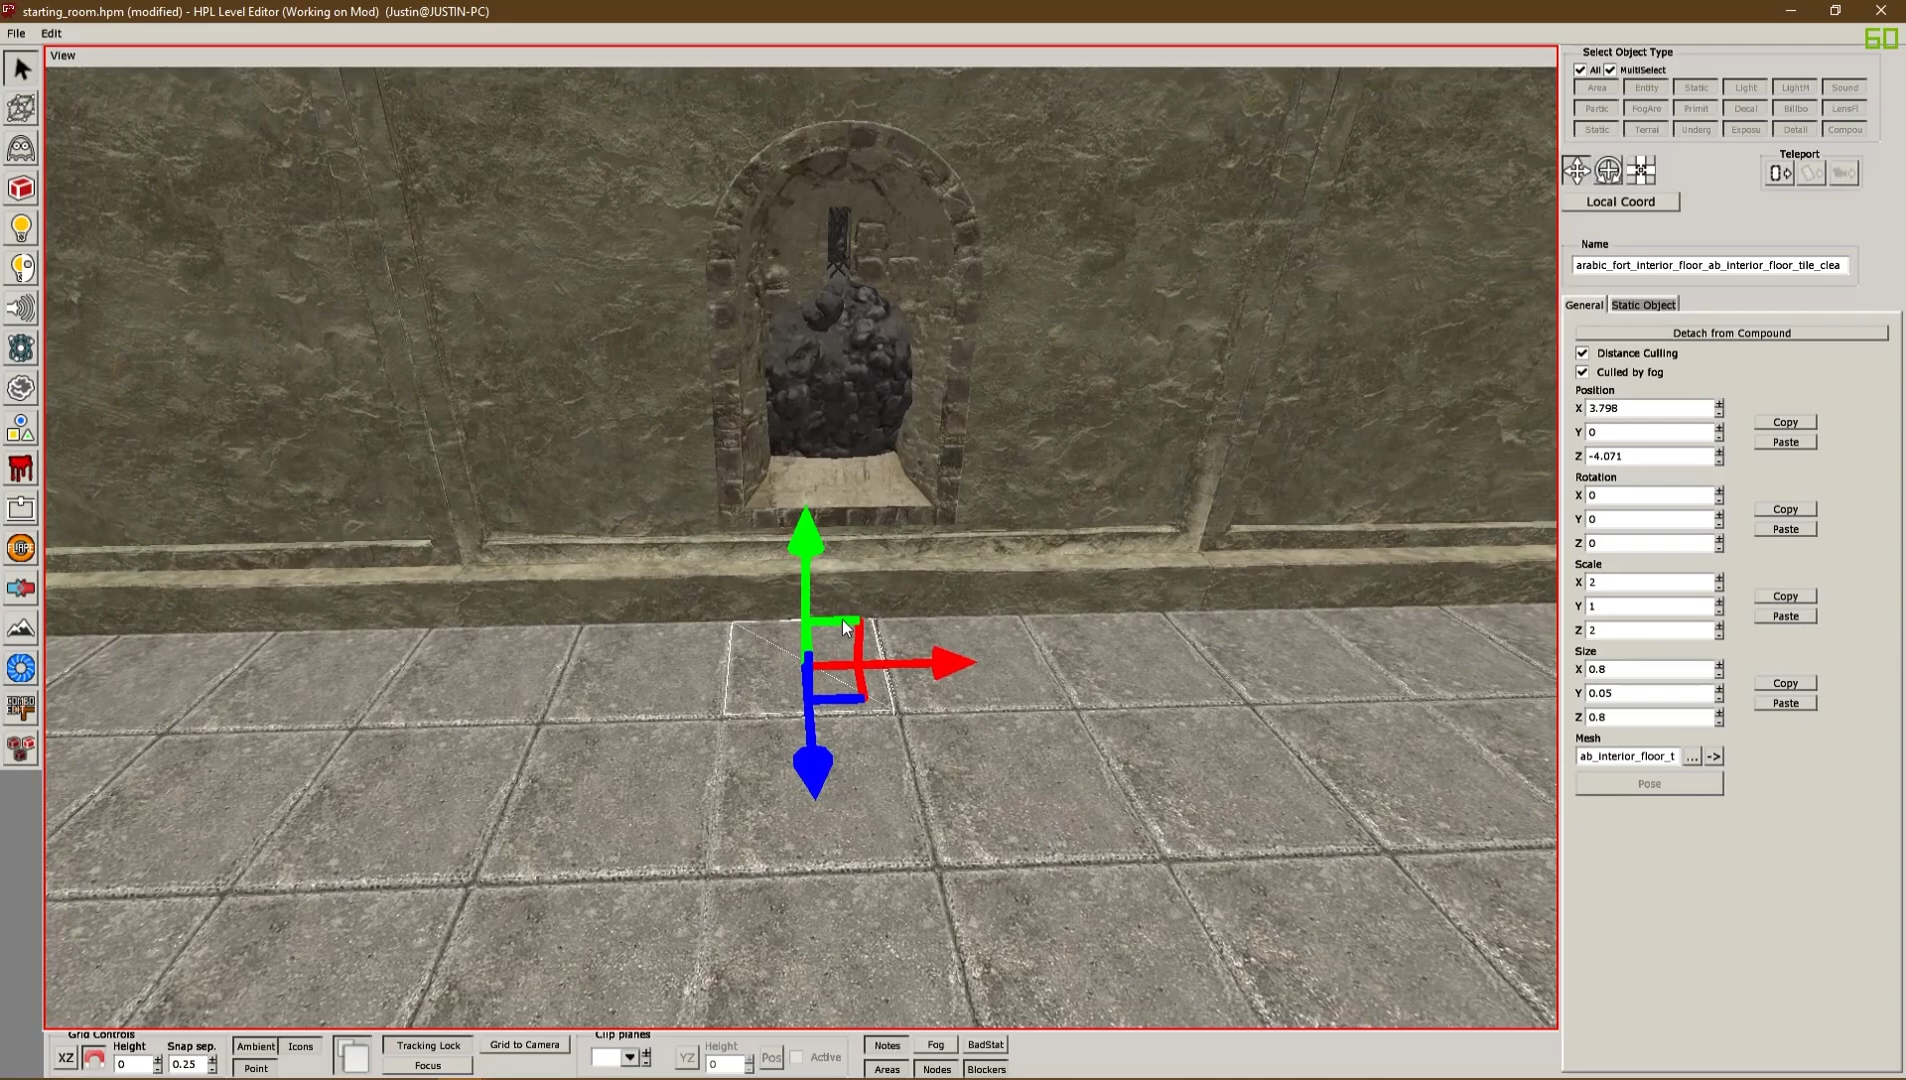 starting_room.hpm (modified) - HPL Level Editor (Working on Mod) (Justin@JUSTIN-PC)
File Edit
60
View
Select Object Type
All MultiSelect
Area Entity Static Light LightM Sound
Partic FogAre Primit Decal Billbo LensFl
Static Terrai Underg Exposu Detail Compou
Teleport
Local Coord
Name
arabic_fort_interior_floor_ab_interior_floor_tile_clea
General Static Object
Detach from Compound
Distance Culling
Culled by fog
Position
X 3.798
Copy
Y 0
Paste
Z -4.071
Rotation
X 0
Copy
Y 0
Paste
Z 0
Scale
X 2
Copy
Y 1
Paste
Z 2
Size
X 0.8
Copy
Y 0.05
Paste
Z 0.8
Mesh
ab_interior_floor_t ... ->
Pose
FLARE
COMBO
Grid Controls
Height Snap sep.
XZ 0 0.25
Ambient Icons
Point
Tracking Lock
Focus
Grid to Camera
Clip planes
Height
YZ 0 Pos Active
Notes Fog BadStat
Areas Nodes Blockers